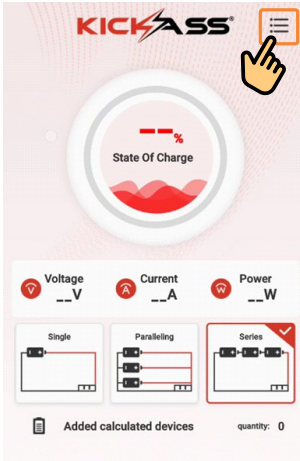 KICKASS®
--%
State Of Charge
Voltage
V
__V
Current
A
__A
Power
W
__W
Single
Paralleling
Series
Added calculated devices
quantity: 0